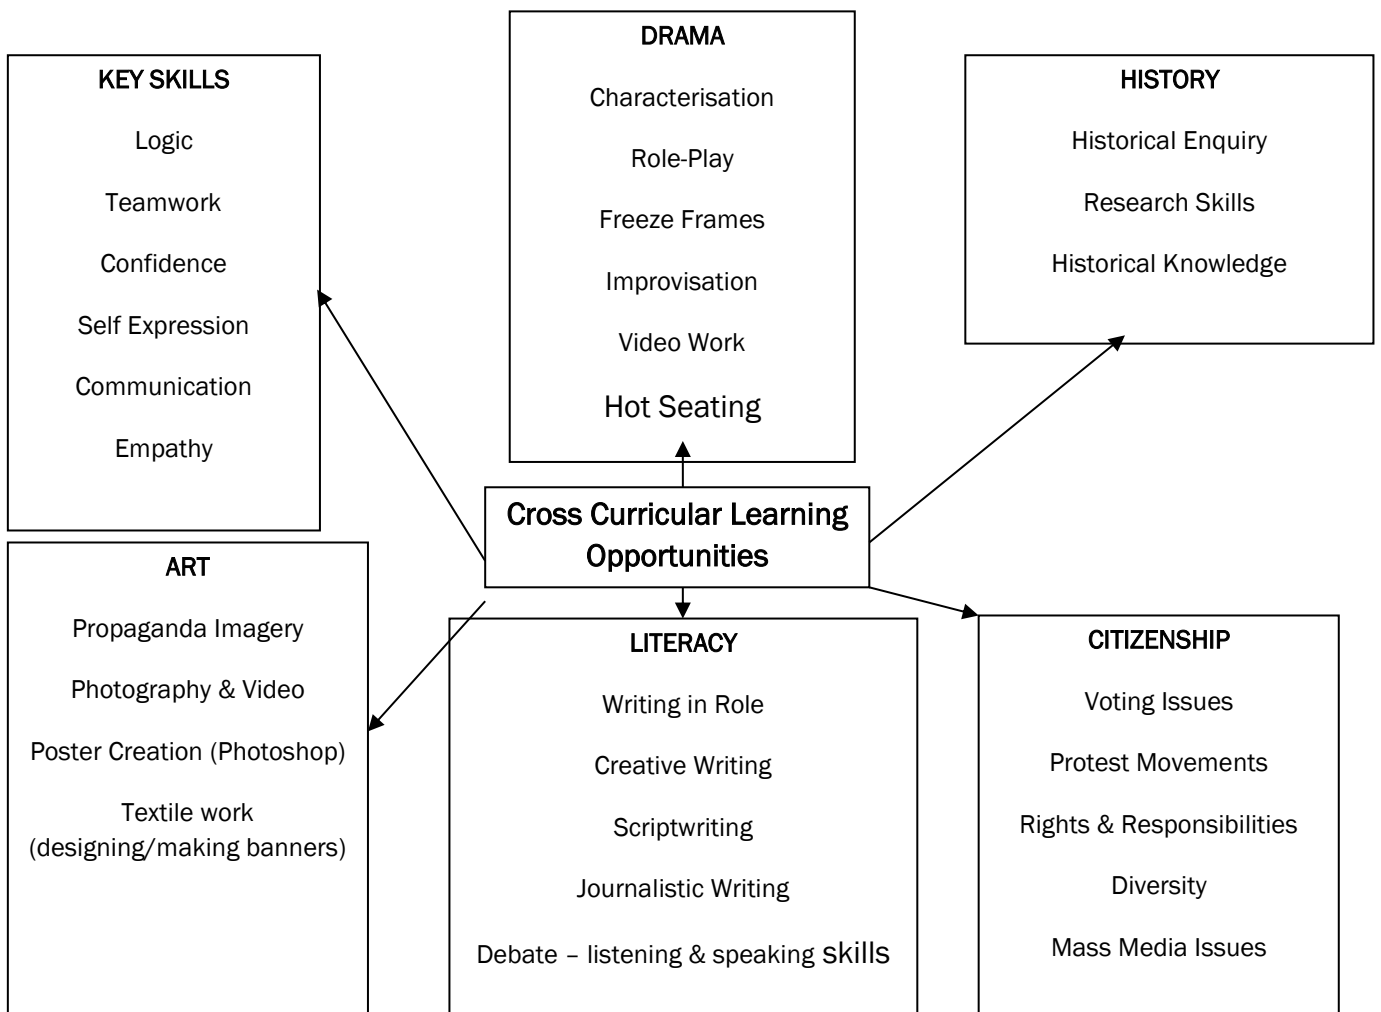 KEY SKILLS
Logic
Teamwork
Confidence
Self Expression
Communication
Empathy
DRAMA
Characterisation
Role-Play
Freeze Frames
Improvisation
Video Work
Hot Seating
HISTORY
Historical Enquiry
Research Skills
Historical Knowledge
Cross Curricular Learning
Opportunities
ART
Propaganda Imagery
Photography & Video
Poster Creation (Photoshop)
Textile work
(designing/making banners)
LITERACY
Writing in Role
Creative Writing
Scriptwriting
Journalistic Writing
Debate – listening & speaking skills
CITIZENSHIP
Voting Issues
Protest Movements
Rights & Responsibilities
Diversity
Mass Media Issues